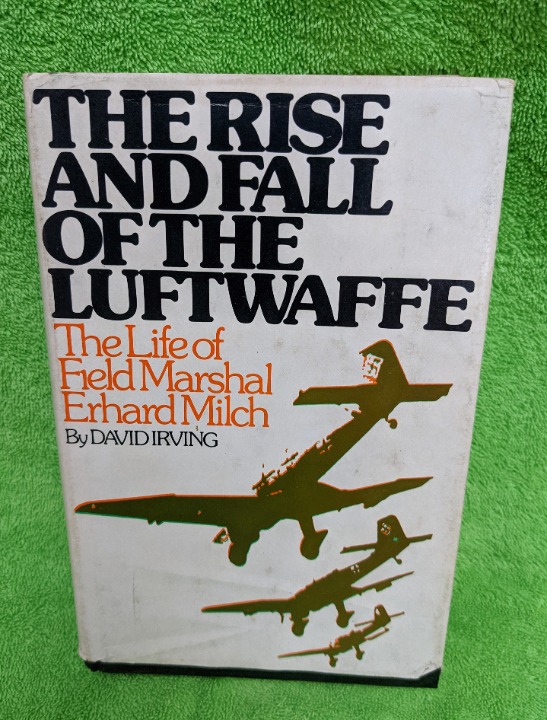 THE RISE
AND FALL
OF THE
LUFTWAFFE
The Life of
Field Marshal
Erhard Milch
By DAVID IRVING